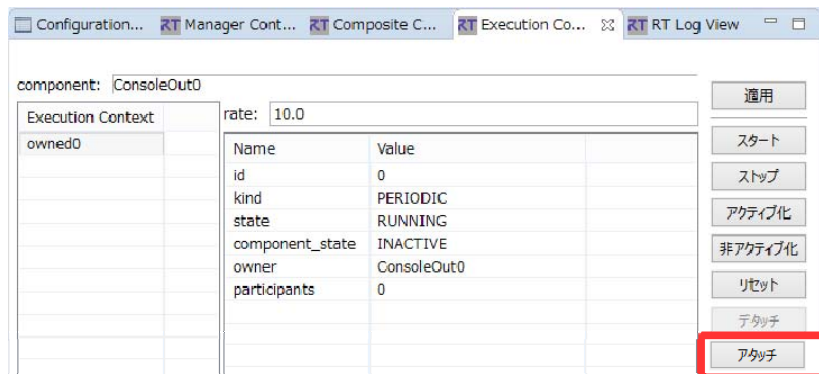 Configuration... RT Manager Cont... RT Composite C... RT Execution Co... RT RT Log View
component: ConsoleOut0
適用
Execution Context
rate: 10.0
owned0
Name Value
スタート
id 0
ストップ
kind PERIODIC
state RUNNING
アクティブ化
component_state INACTIVE
非アクティブ化
owner ConsoleOut0
participants 0
リセット
デタッチ
アタッチ